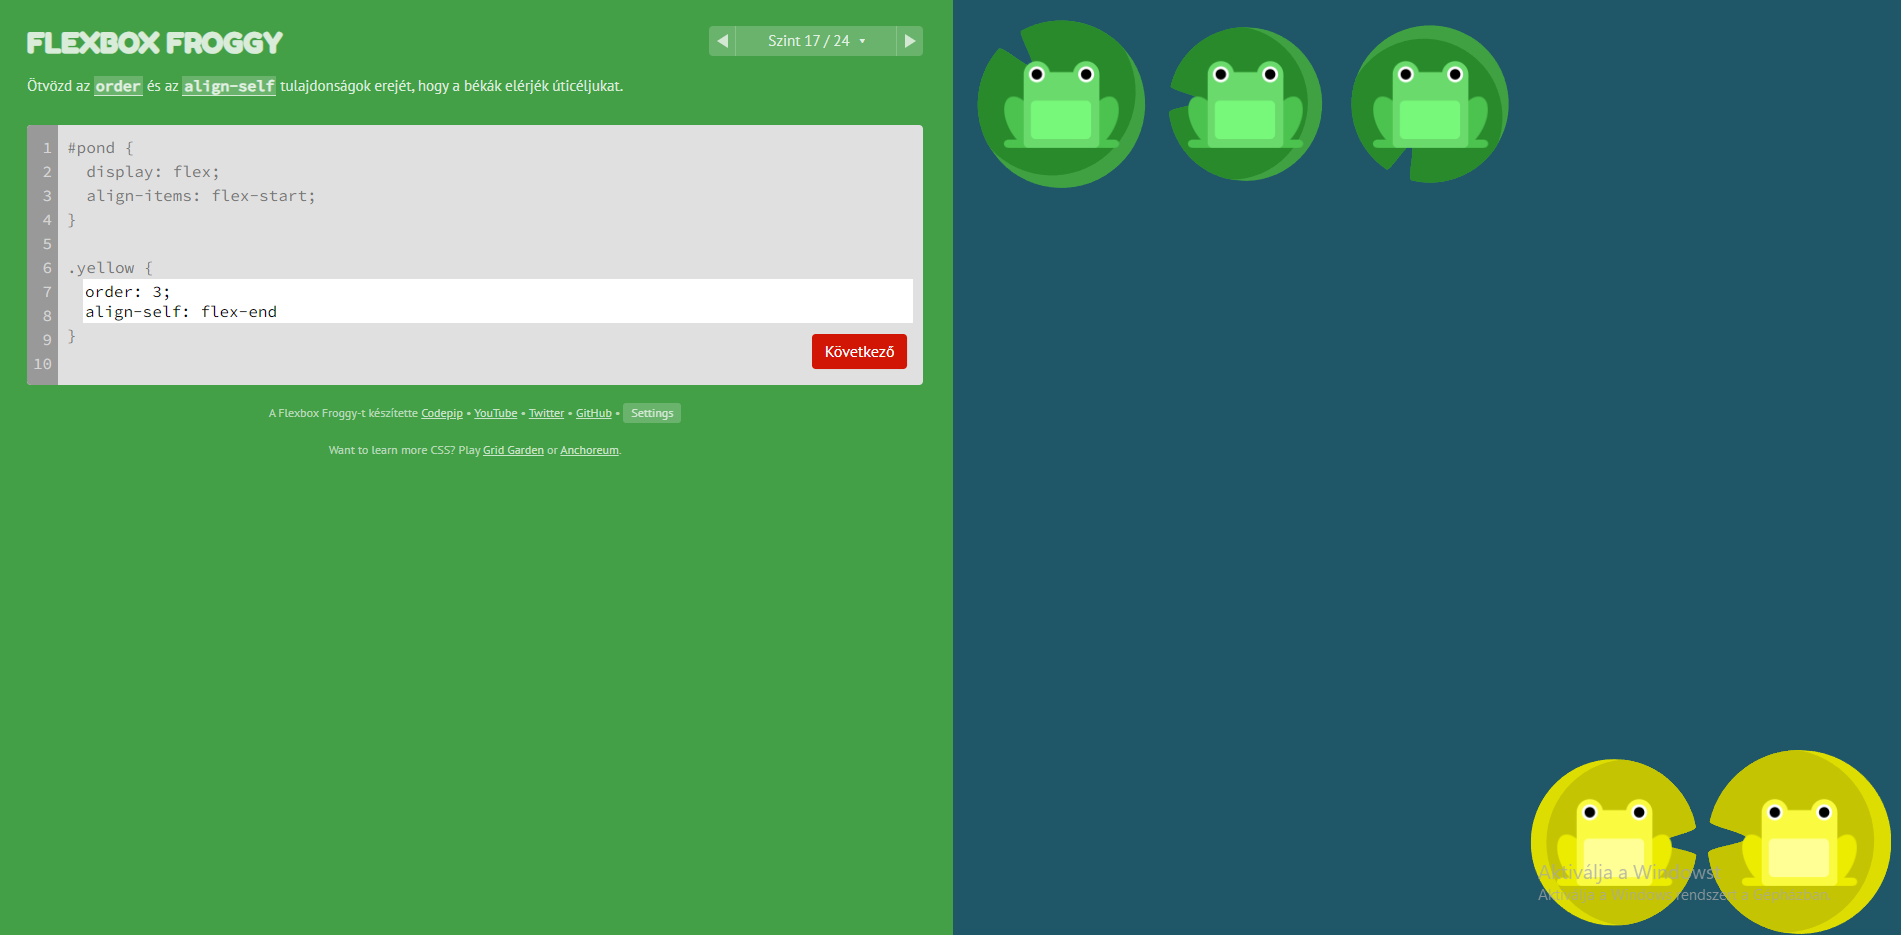 FLEXBOX FROGGY
Szint 17 / 24
Ötvözd az order és az align-self tulajdonságok erejét, hogy a békák elérjék úticéljukat.
1 #pond {
2 display: flex;
3 align-items: flex-start;
4 }
5
6 .yellow {
7 order: 3;
8 align-self: flex-end
9 }
10
Következő
A Flexbox Froggy-t készítette Codepip • YouTube • Twitter • GitHub • Settings
Want to learn more CSS? Play Grid Garden or Anchoreum.
Aktiválja a Windows
Aktiválja a Windows rendszert a